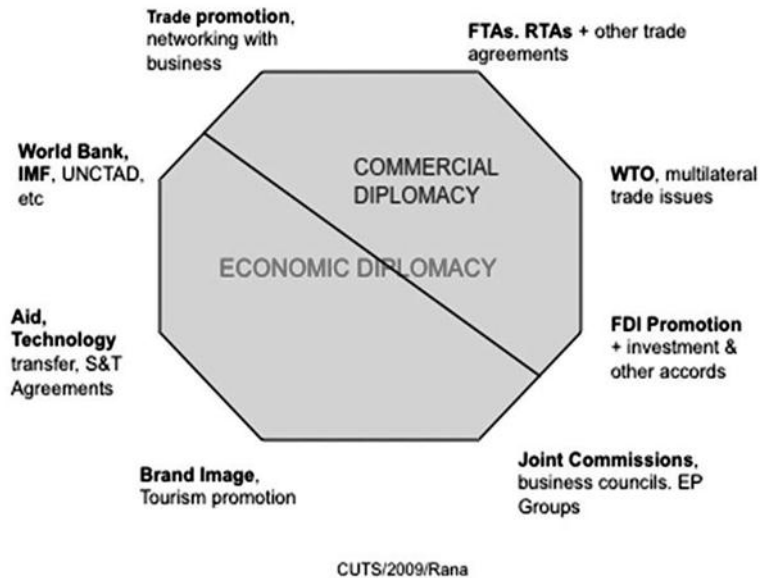 Trade promotion,
networking with
business
FTAs. RTAs + other trade
agreements
World Bank,
IMF, UNCTAD,
etc
COMMERCIAL
DIPLOMACY
WTO, multilateral
trade issues
ECONOMIC DIPLOMACY
Aid,
Technology
transfer, S&T
Agreements
FDI Promotion
+ investment &
other accords
Brand Image,
Tourism promotion
Joint Commissions,
business councils. EP
Groups
CUTS/2009/Rana